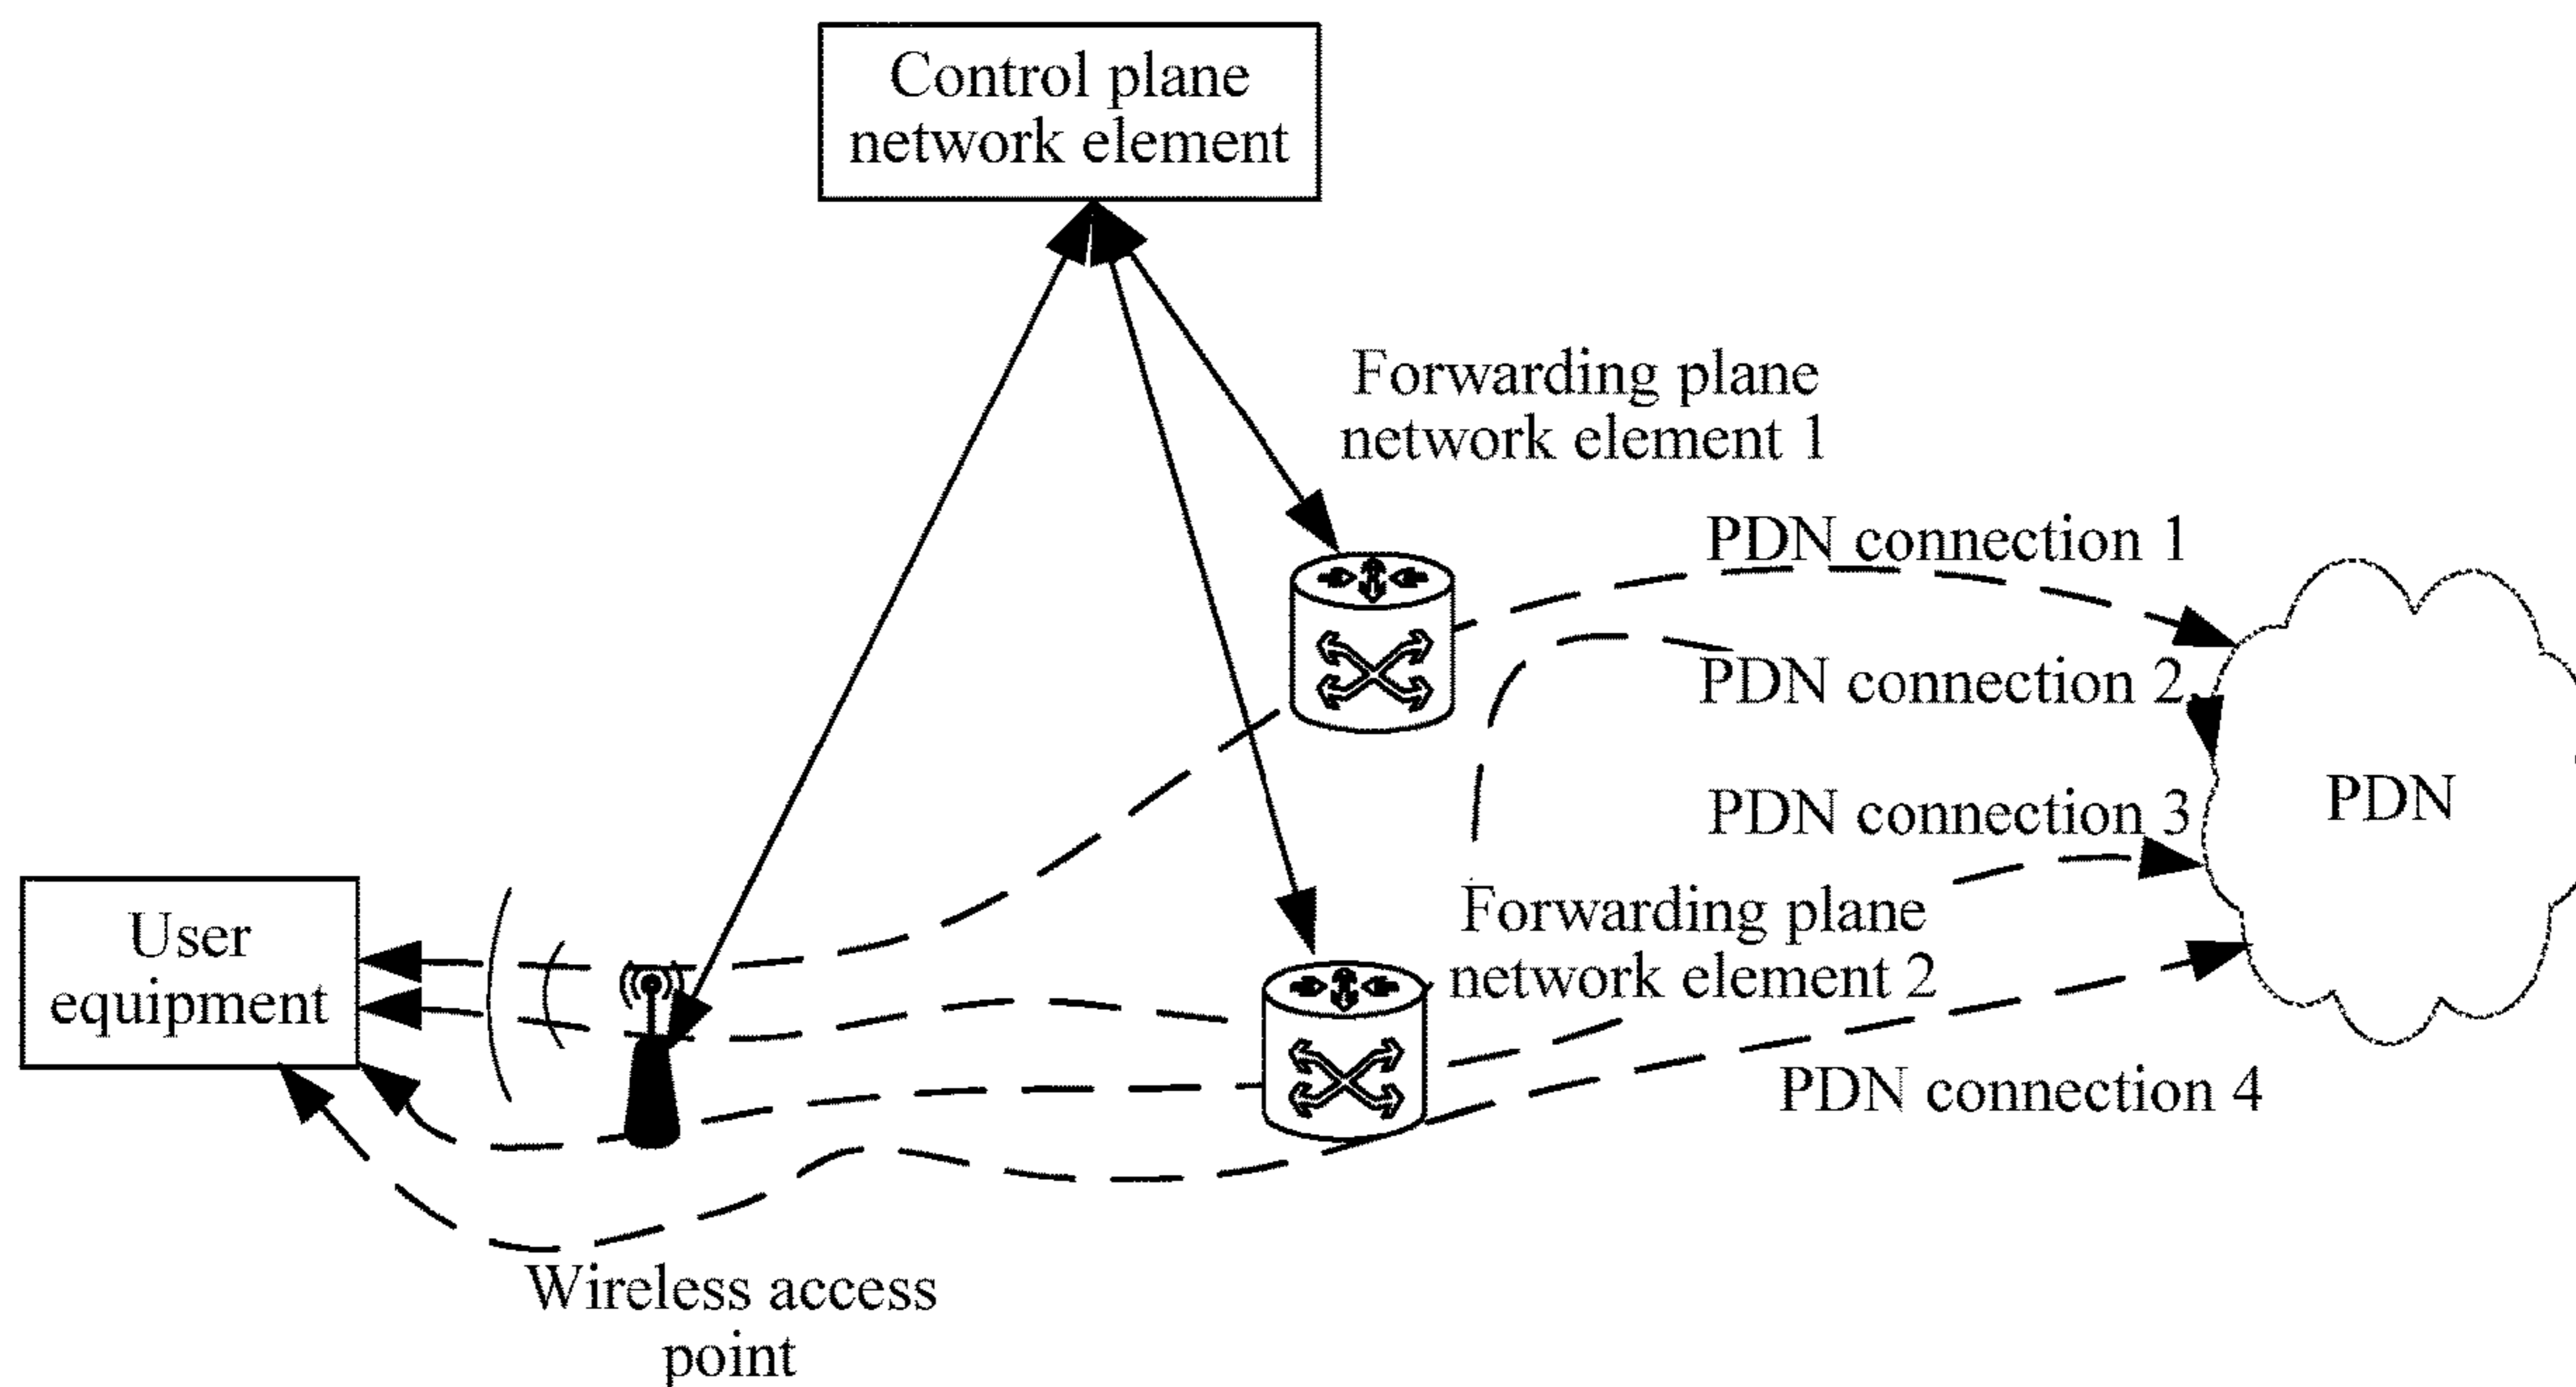 Control plane
network element
Forwarding plane
network element 1
PDN connection 1
PDN connection 2
PDN connection 3
PDN
User
equipment
Forwarding plane
network element 2
PDN connection 4
Wireless access
point